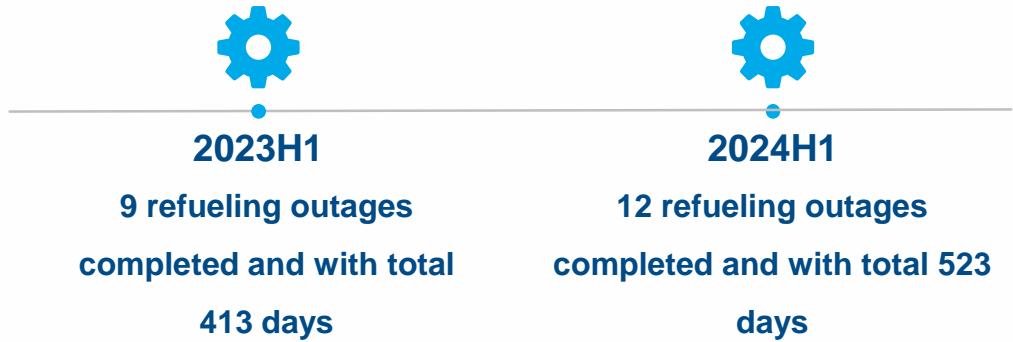 2023H1
9 refueling outages
completed and with total
413 days
2024H1
12 refueling outages
completed and with total 523
days